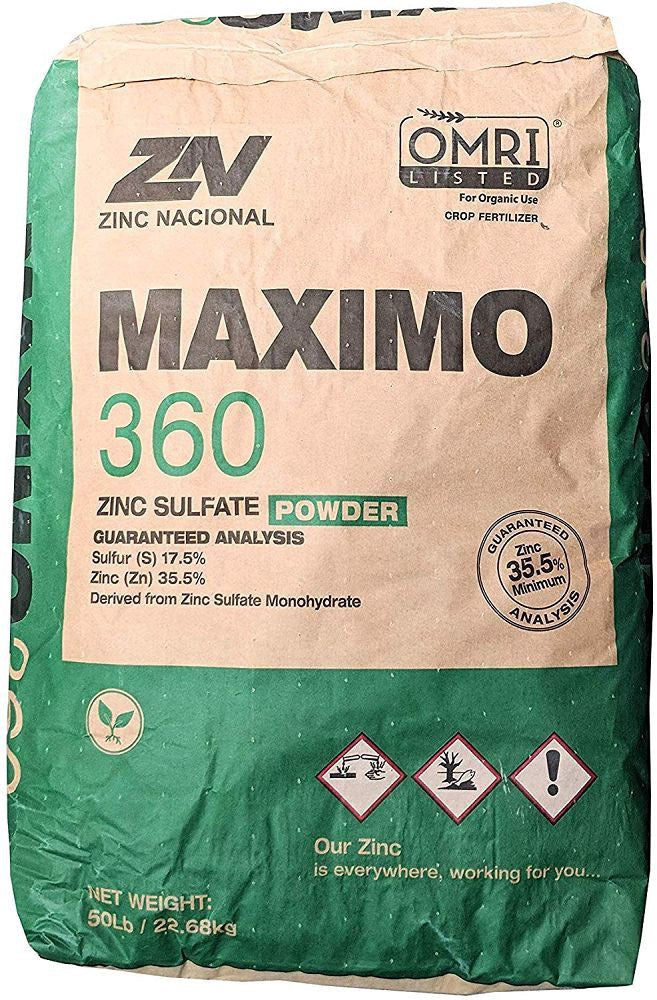 ZN
ZINC NACIONAL
OMRI
®
LISTED
For Organic Use
CROP FERTILIZER
MAXIMO
360
ZINC SULFATE POWDER
GUARANTEED ANALYSIS
Sulfur (S) 17.5%
Zinc (Zn) 35.5%
Derived from Zinc Sulfate Monohydrate
GUARANTEED
Zinc
35.5%
Minimum
ANALYSIS
Our Zinc
is everywhere, working for you...
NET WEIGHT:
50Lb / 22.68kg
MAXIMO 360